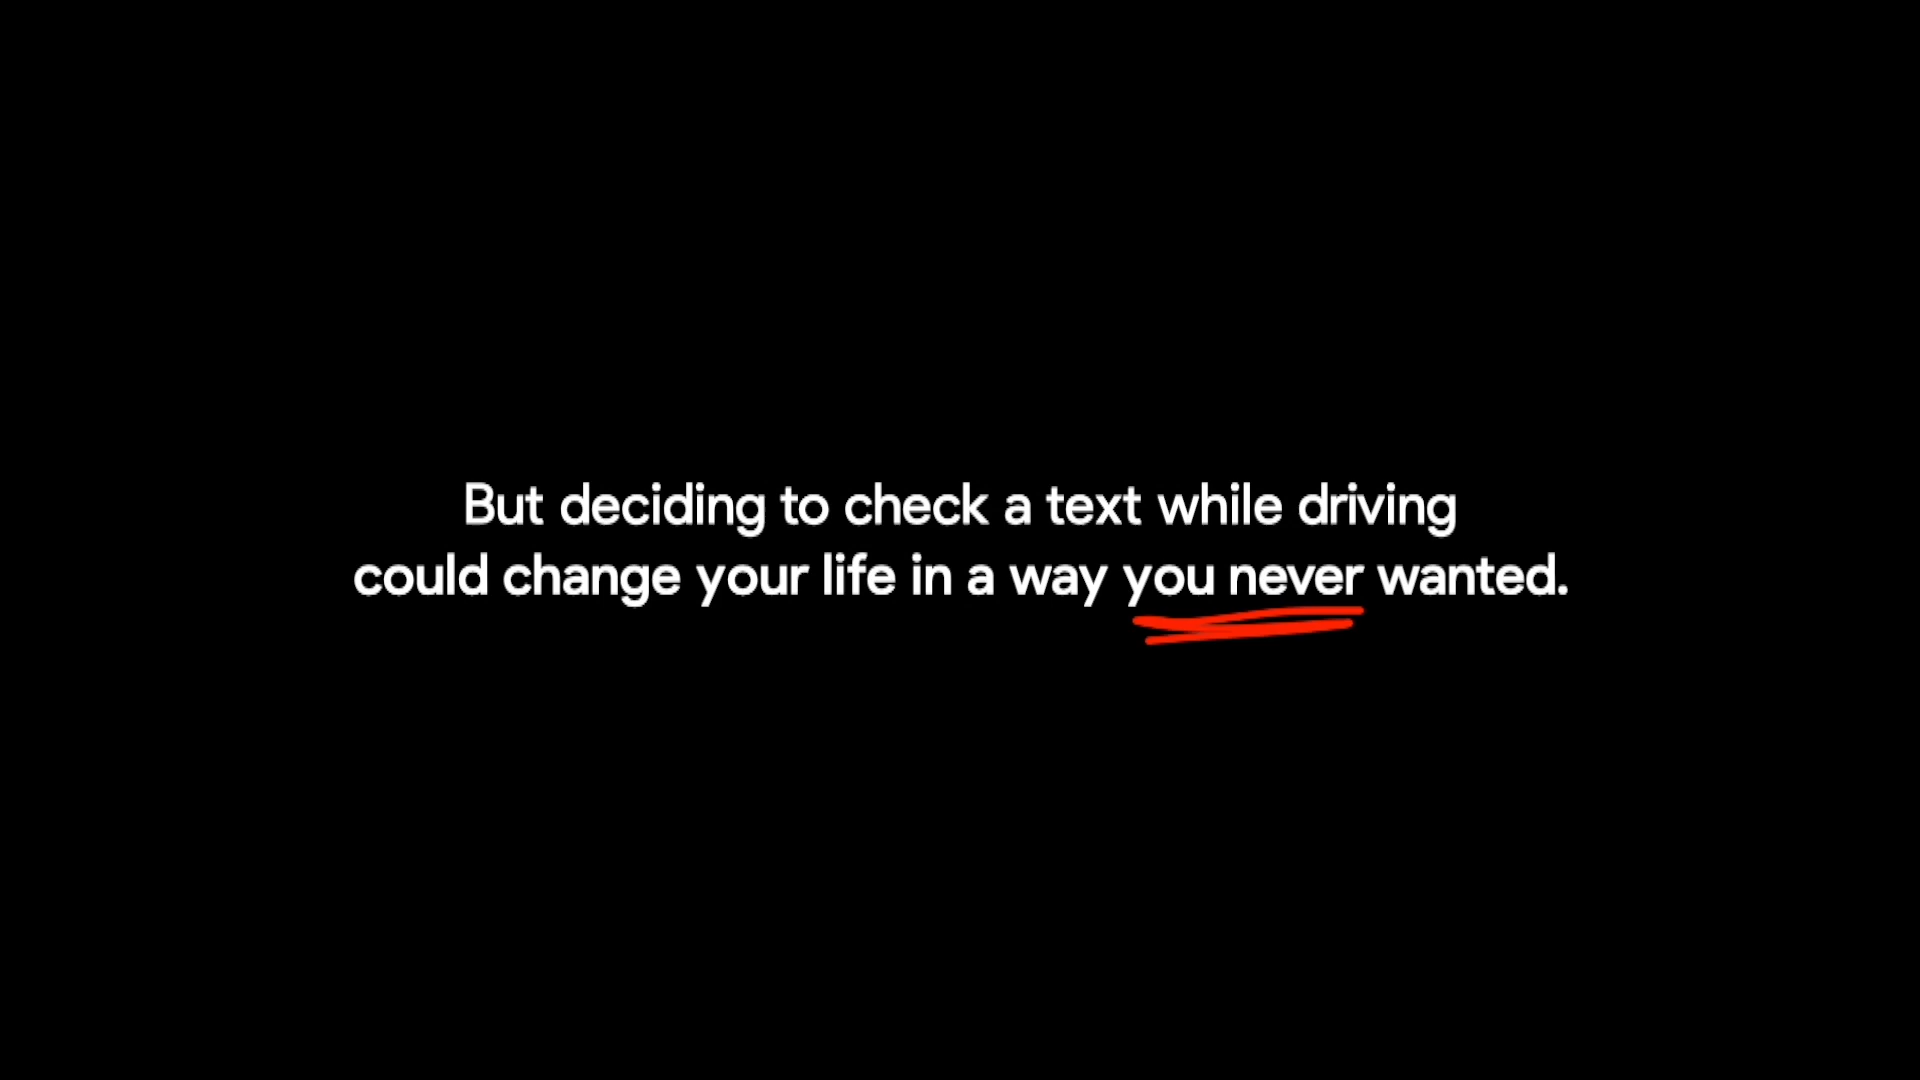 But deciding to check a text while driving
could change your life in a way you never wanted.